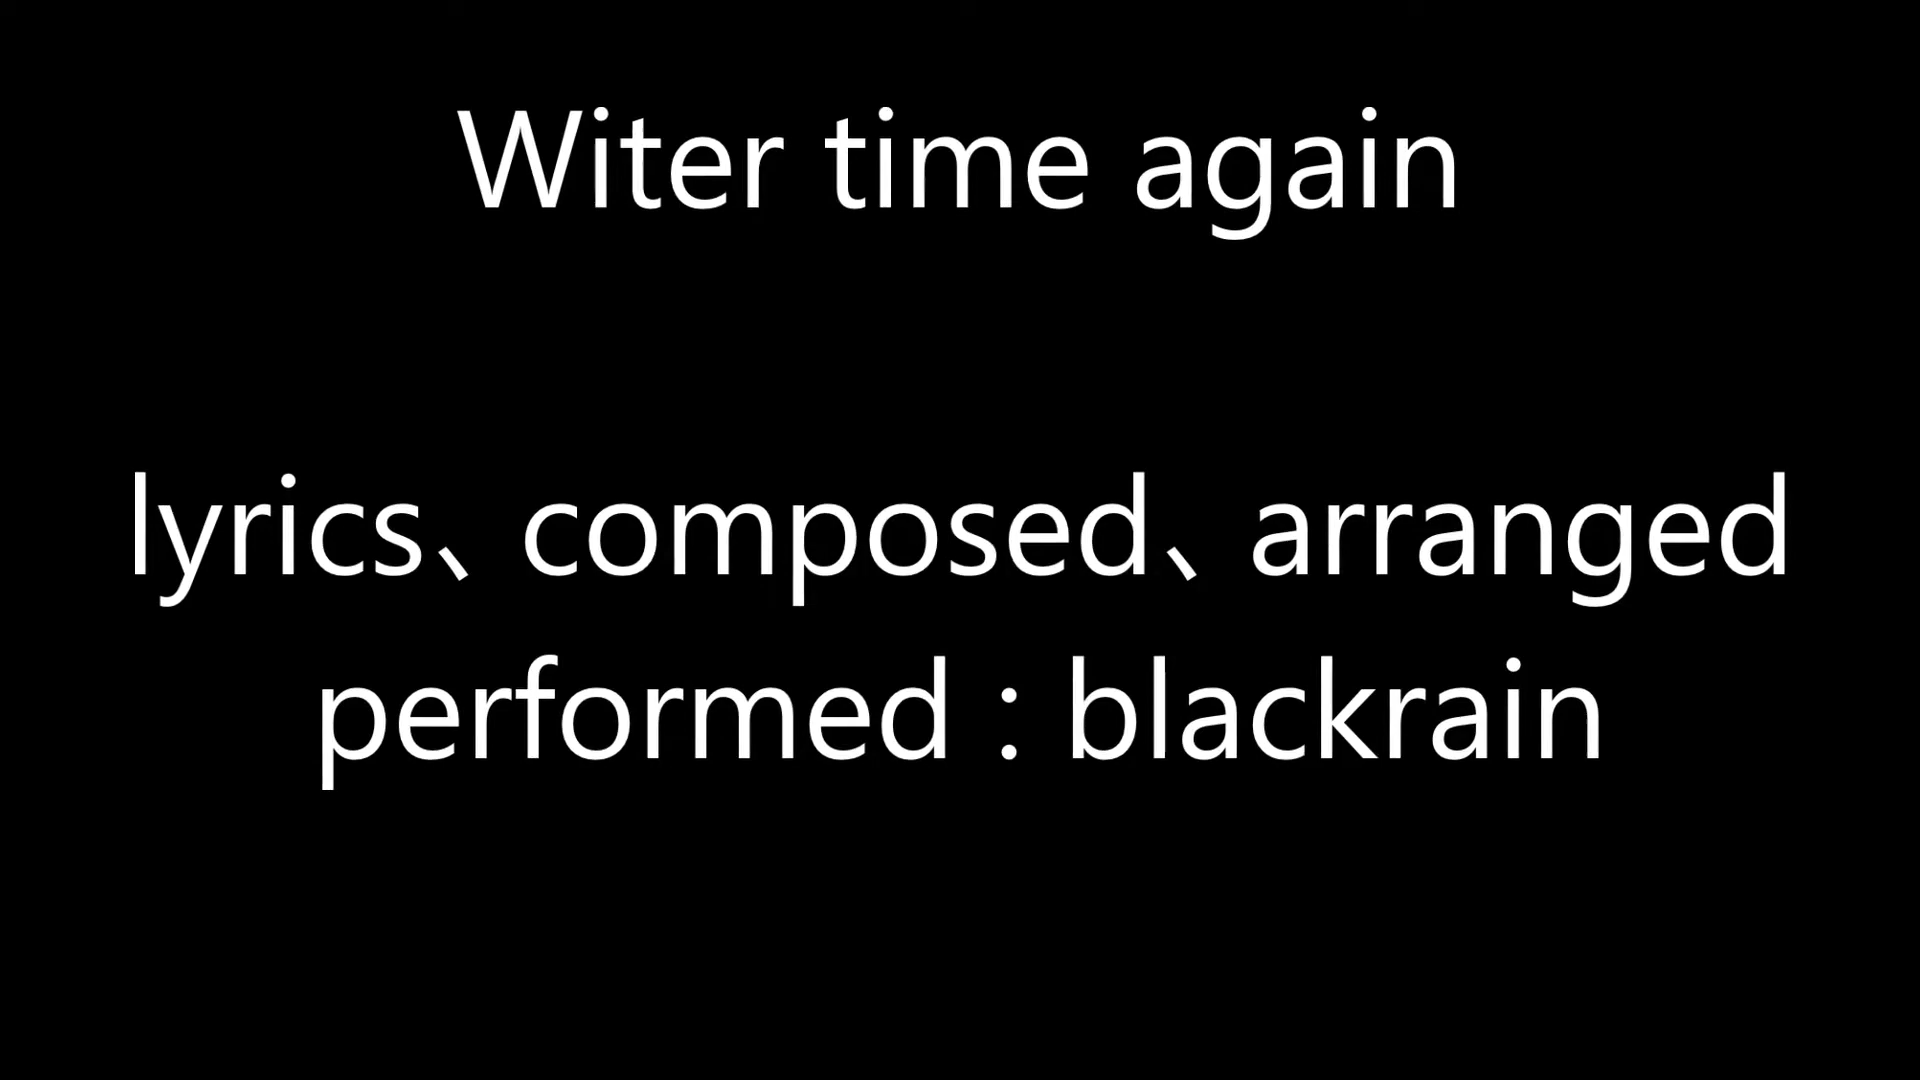 Witer time again
lyrics、composed、arranged
performed：blackrain